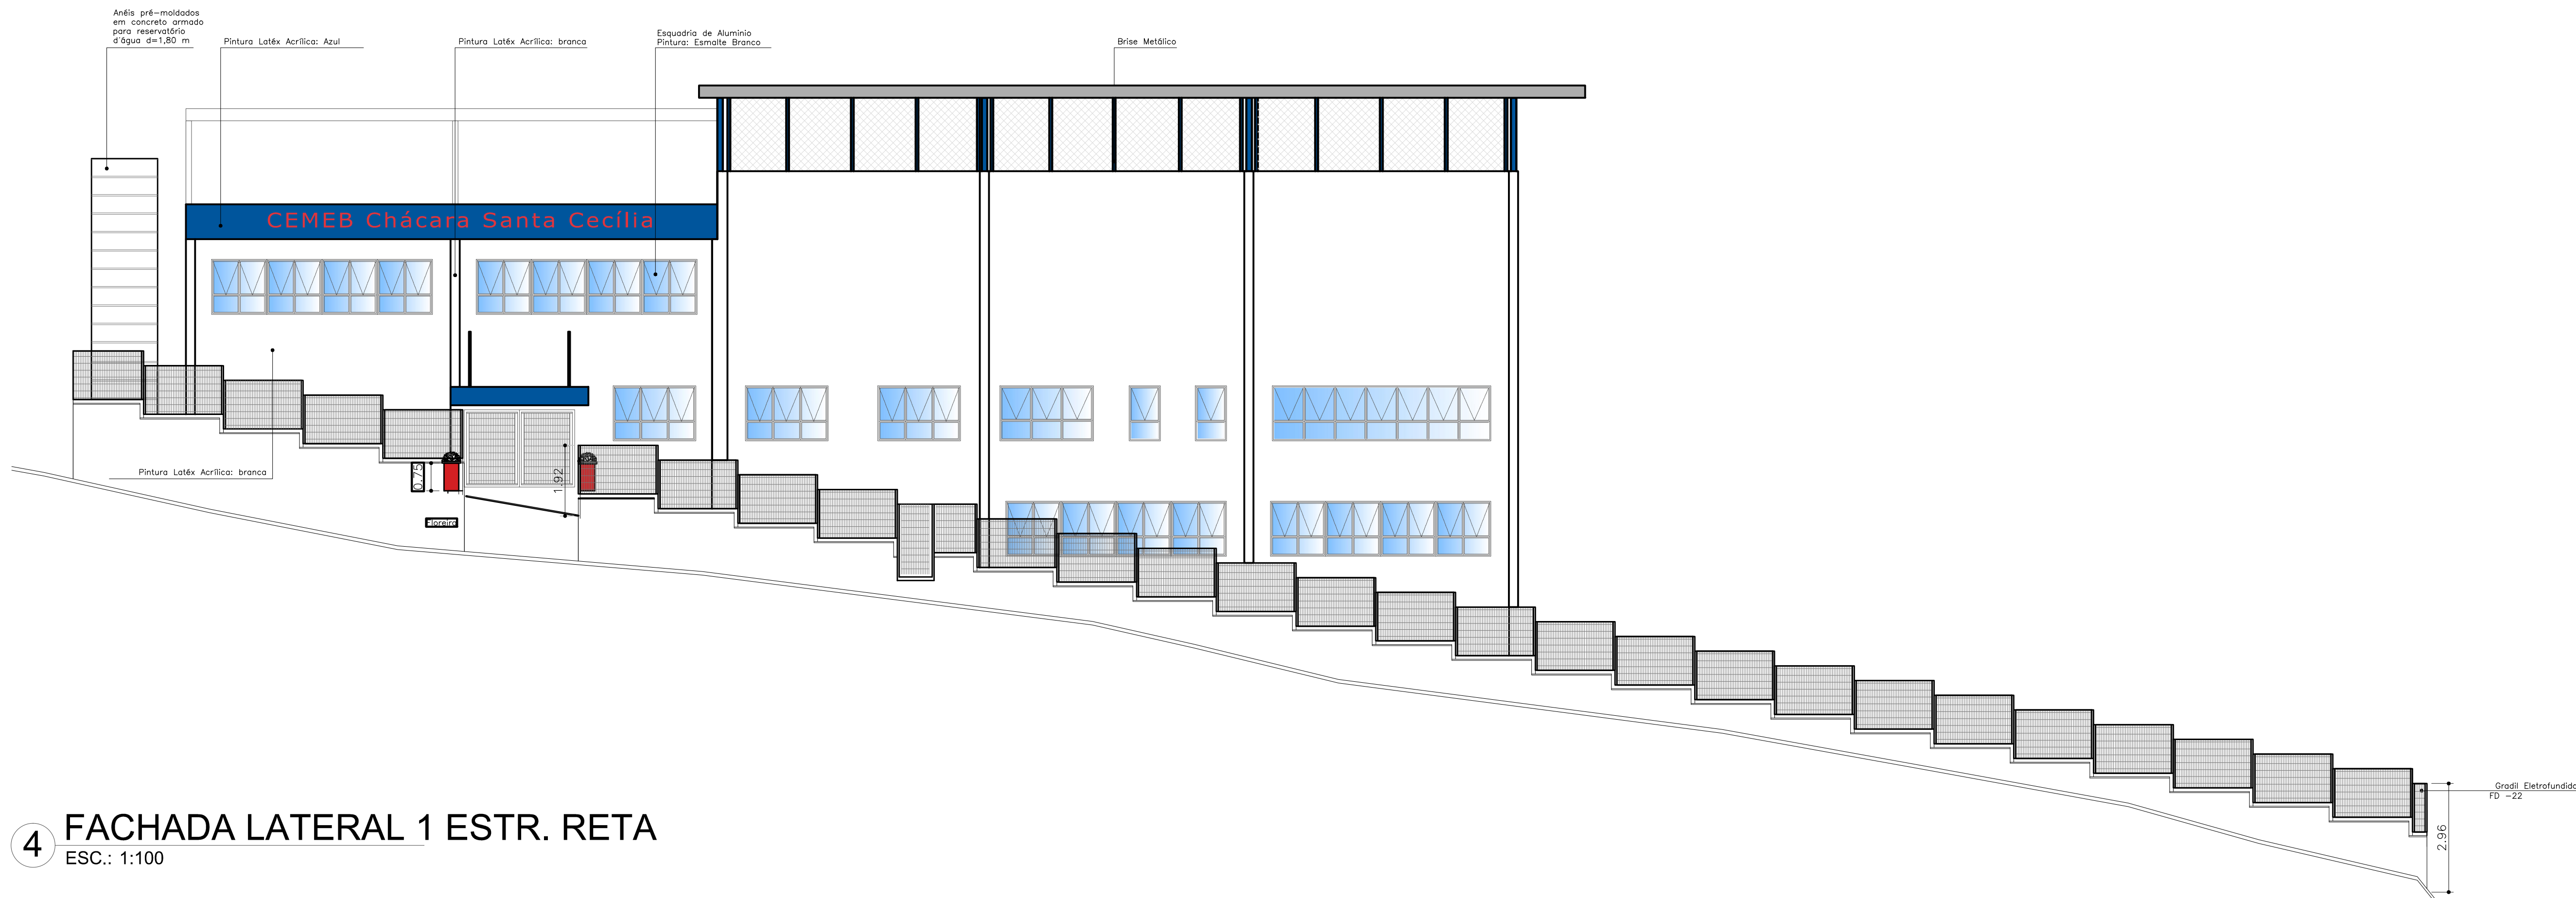 Anéis pré-moldados
em concreto armado
para reservatório
d'água d=1,80 m
Pintura Latéx Acrílica: Azul
Pintura Latéx Acrílica: branca
Esquadria de Aluminio
Pintura: Esmalte Branco
Brise Metálico
CEMEB Chácara Santa Cecília
Pintura Latéx Acrílica: branca
0.75
1.92
Floreira
Gradil Eletrofundido
FD -22
2.96
4
FACHADA LATERAL 1 ESTR. RETA
ESC.: 1:100